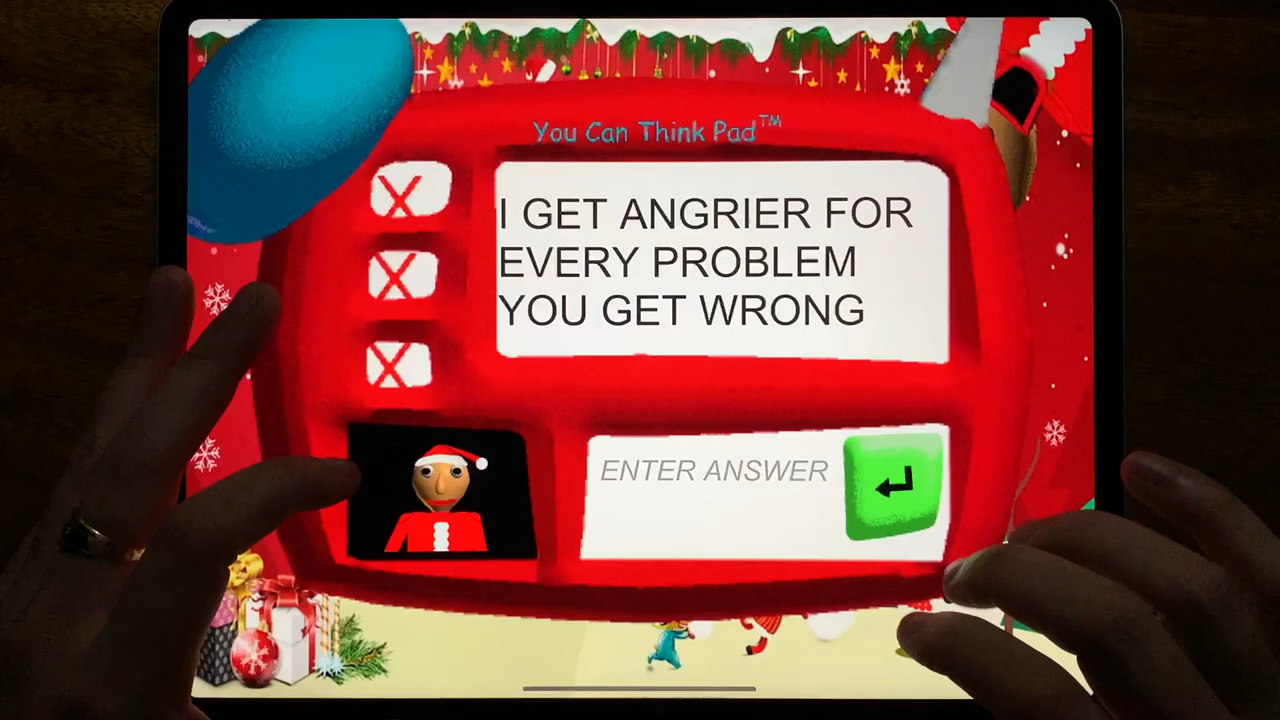 You Can Think Pad™
X
X
X
I GET ANGRIER FOR
EVERY PROBLEM
YOU GET WRONG
ENTER ANSWER